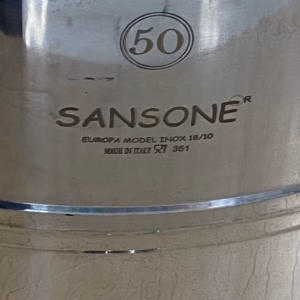 50
SANSONE®
EUROPA MODEL INOX 18/10
MADE IN ITALY 351